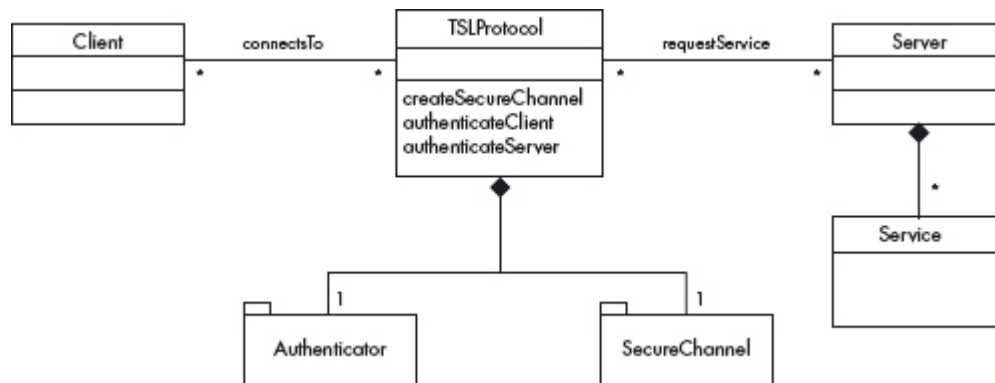 Client
connectsTo
*
*
TSLProtocol
createSecureChannel
authenticateClient
authenticateServer
requestService
*
*
Server
*
Service
1
Authenticator
1
SecureChannel